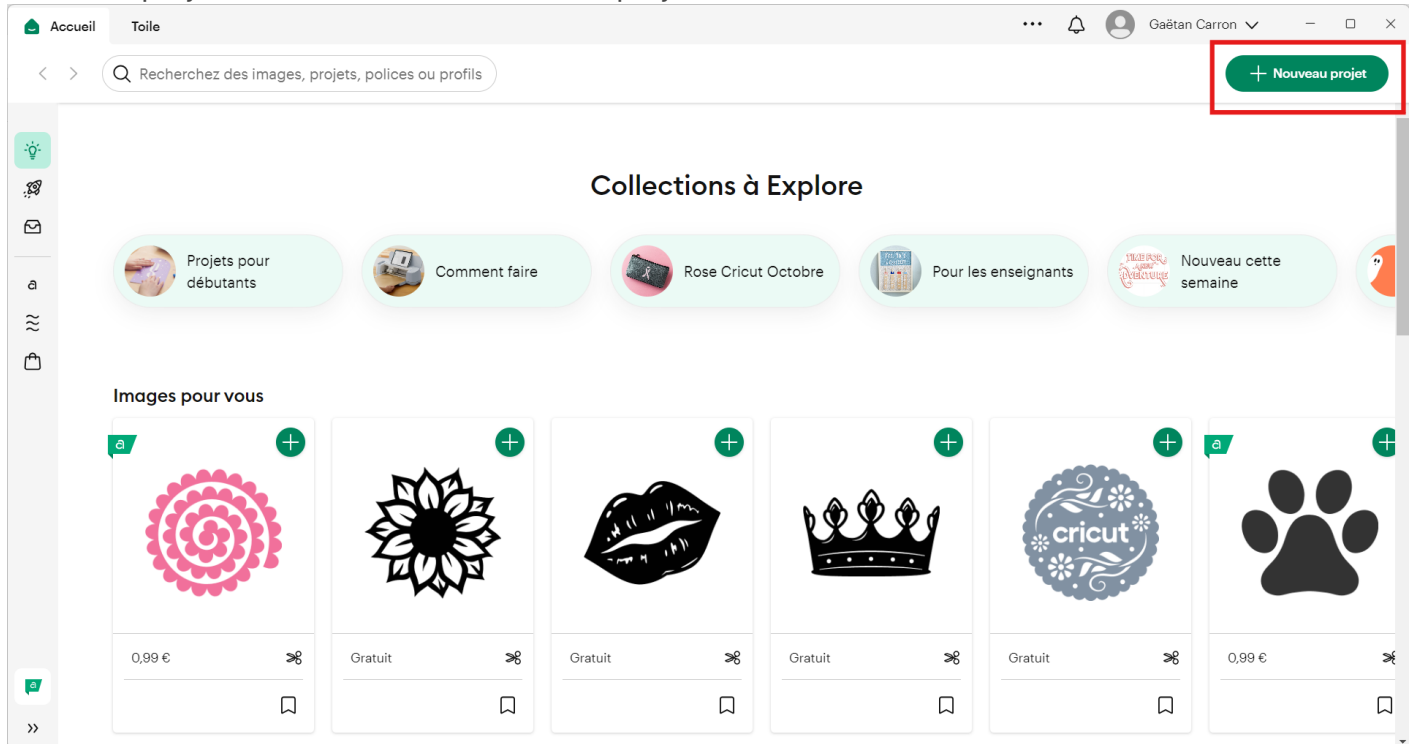 Accueil
Toile
Gaëtan Carron
Recherchez des images, projets, polices ou profils
Nouveau projet
Collections à Explore
Projets pour
débutants
Comment faire
Rose Cricut Octobre
Pour les enseignants
Nouveau cette
semaine
Images pour vous
a
cricut
a
0,99 €
Gratuit
Gratuit
Gratuit
Gratuit
0,99 €
a
a